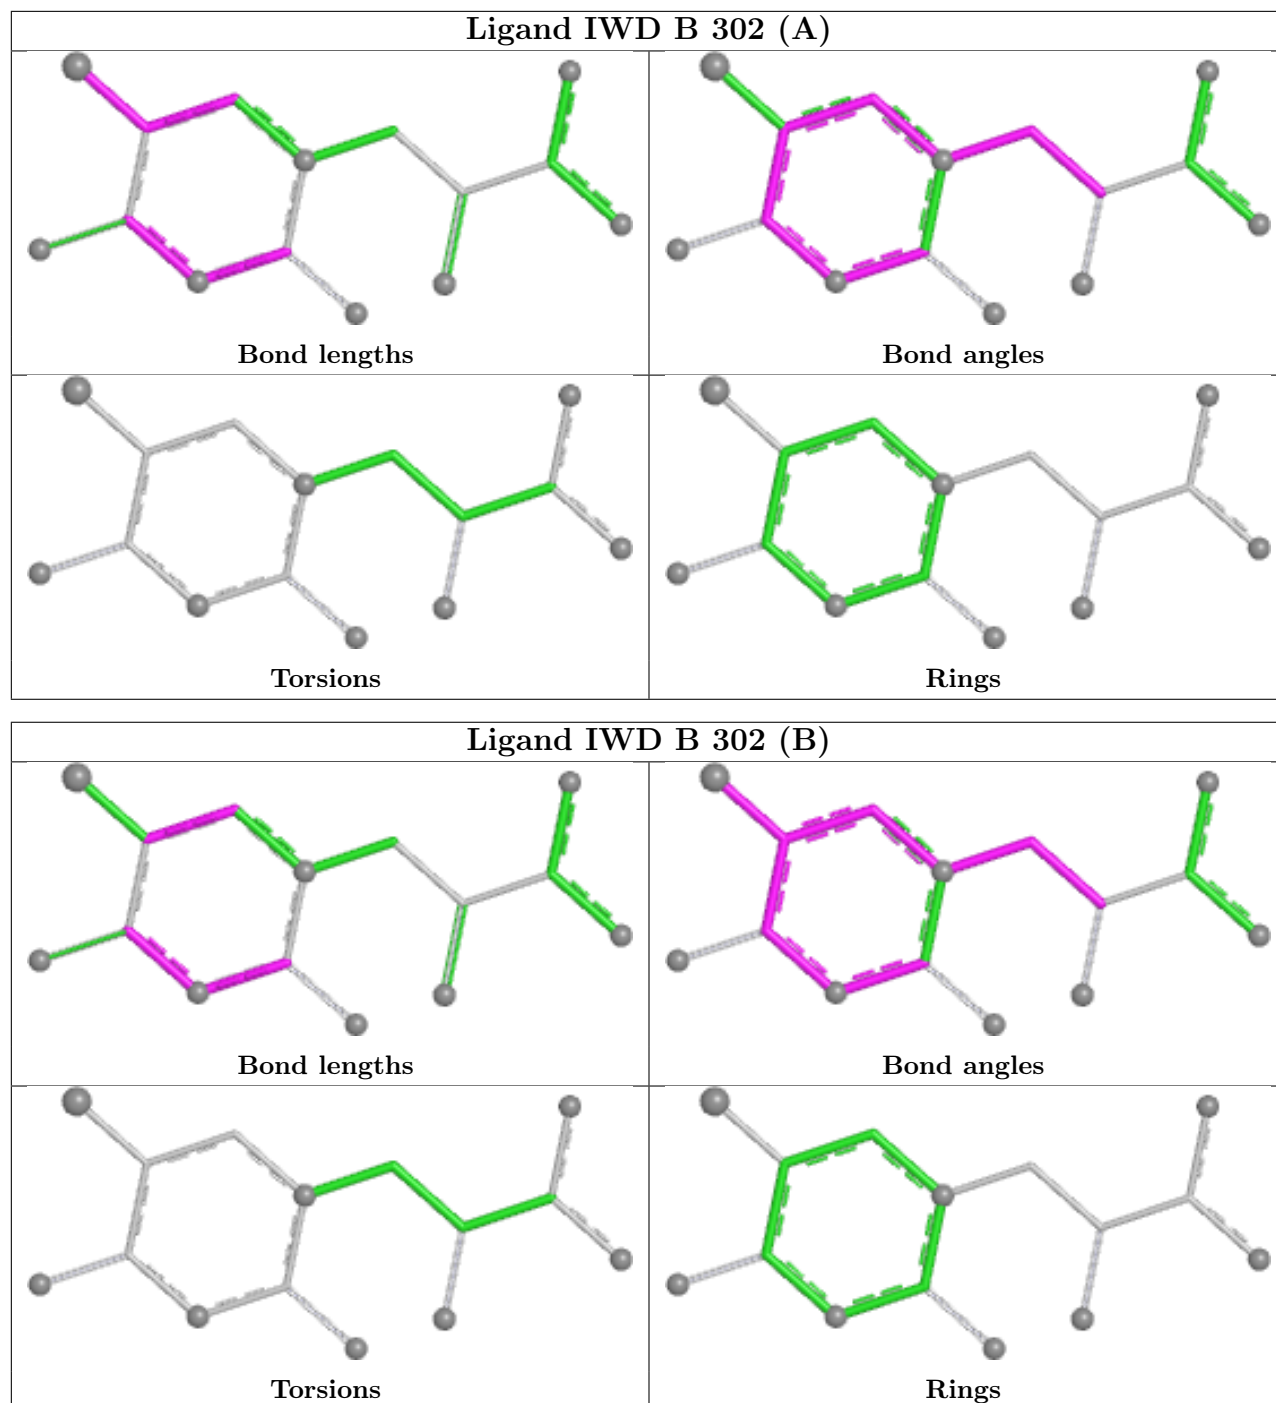 Ligand IWD B 302 (A)
Bond lengths
Bond angles
Torsions
Rings
Ligand IWD B 302 (B)
Bond lengths
Bond angles
Torsions
Rings